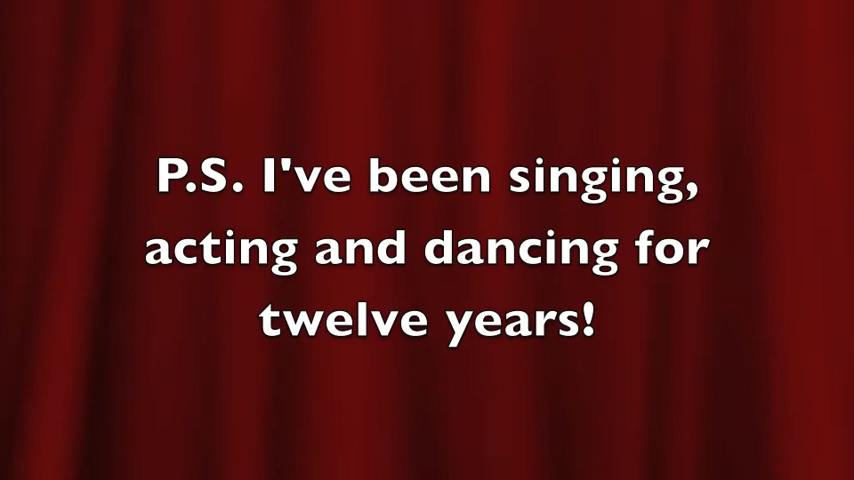 P.S. I've been singing,
acting and dancing for
twelve years!